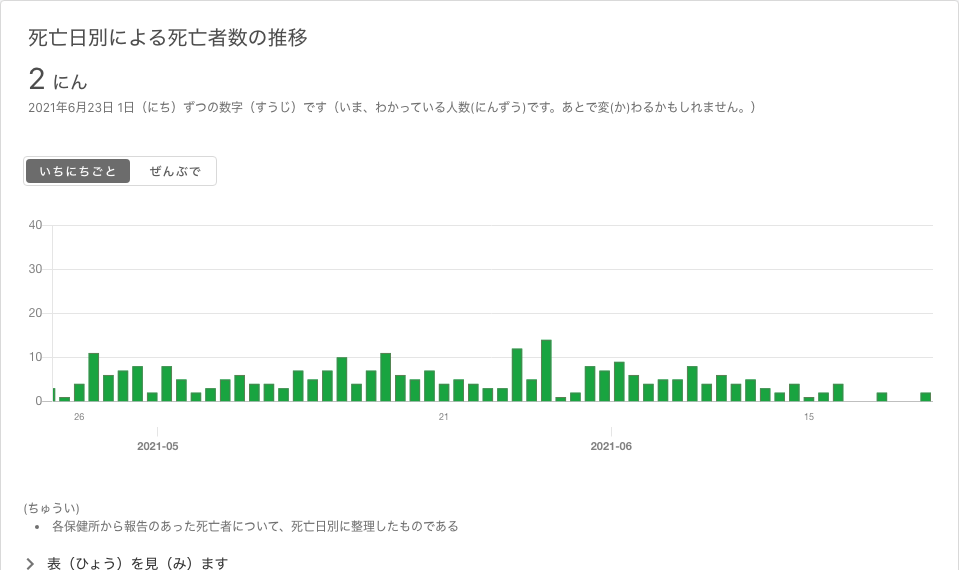 死亡日別による死亡者数の推移
2 にん
2021年6月23日 1日（にち）ずつの数字（すうじ）です（いま、わかっている人数(にんずう)です。あとで変(か)わるかもしれません。）
いちにちごと ぜんぶで
40
30
20
10
0
26 21 15
2021-05 2021-06
(ちゅうい)
• 各保健所から報告のあった死亡者について、死亡日別に整理したものである
表（ひょう）を見（み）ます